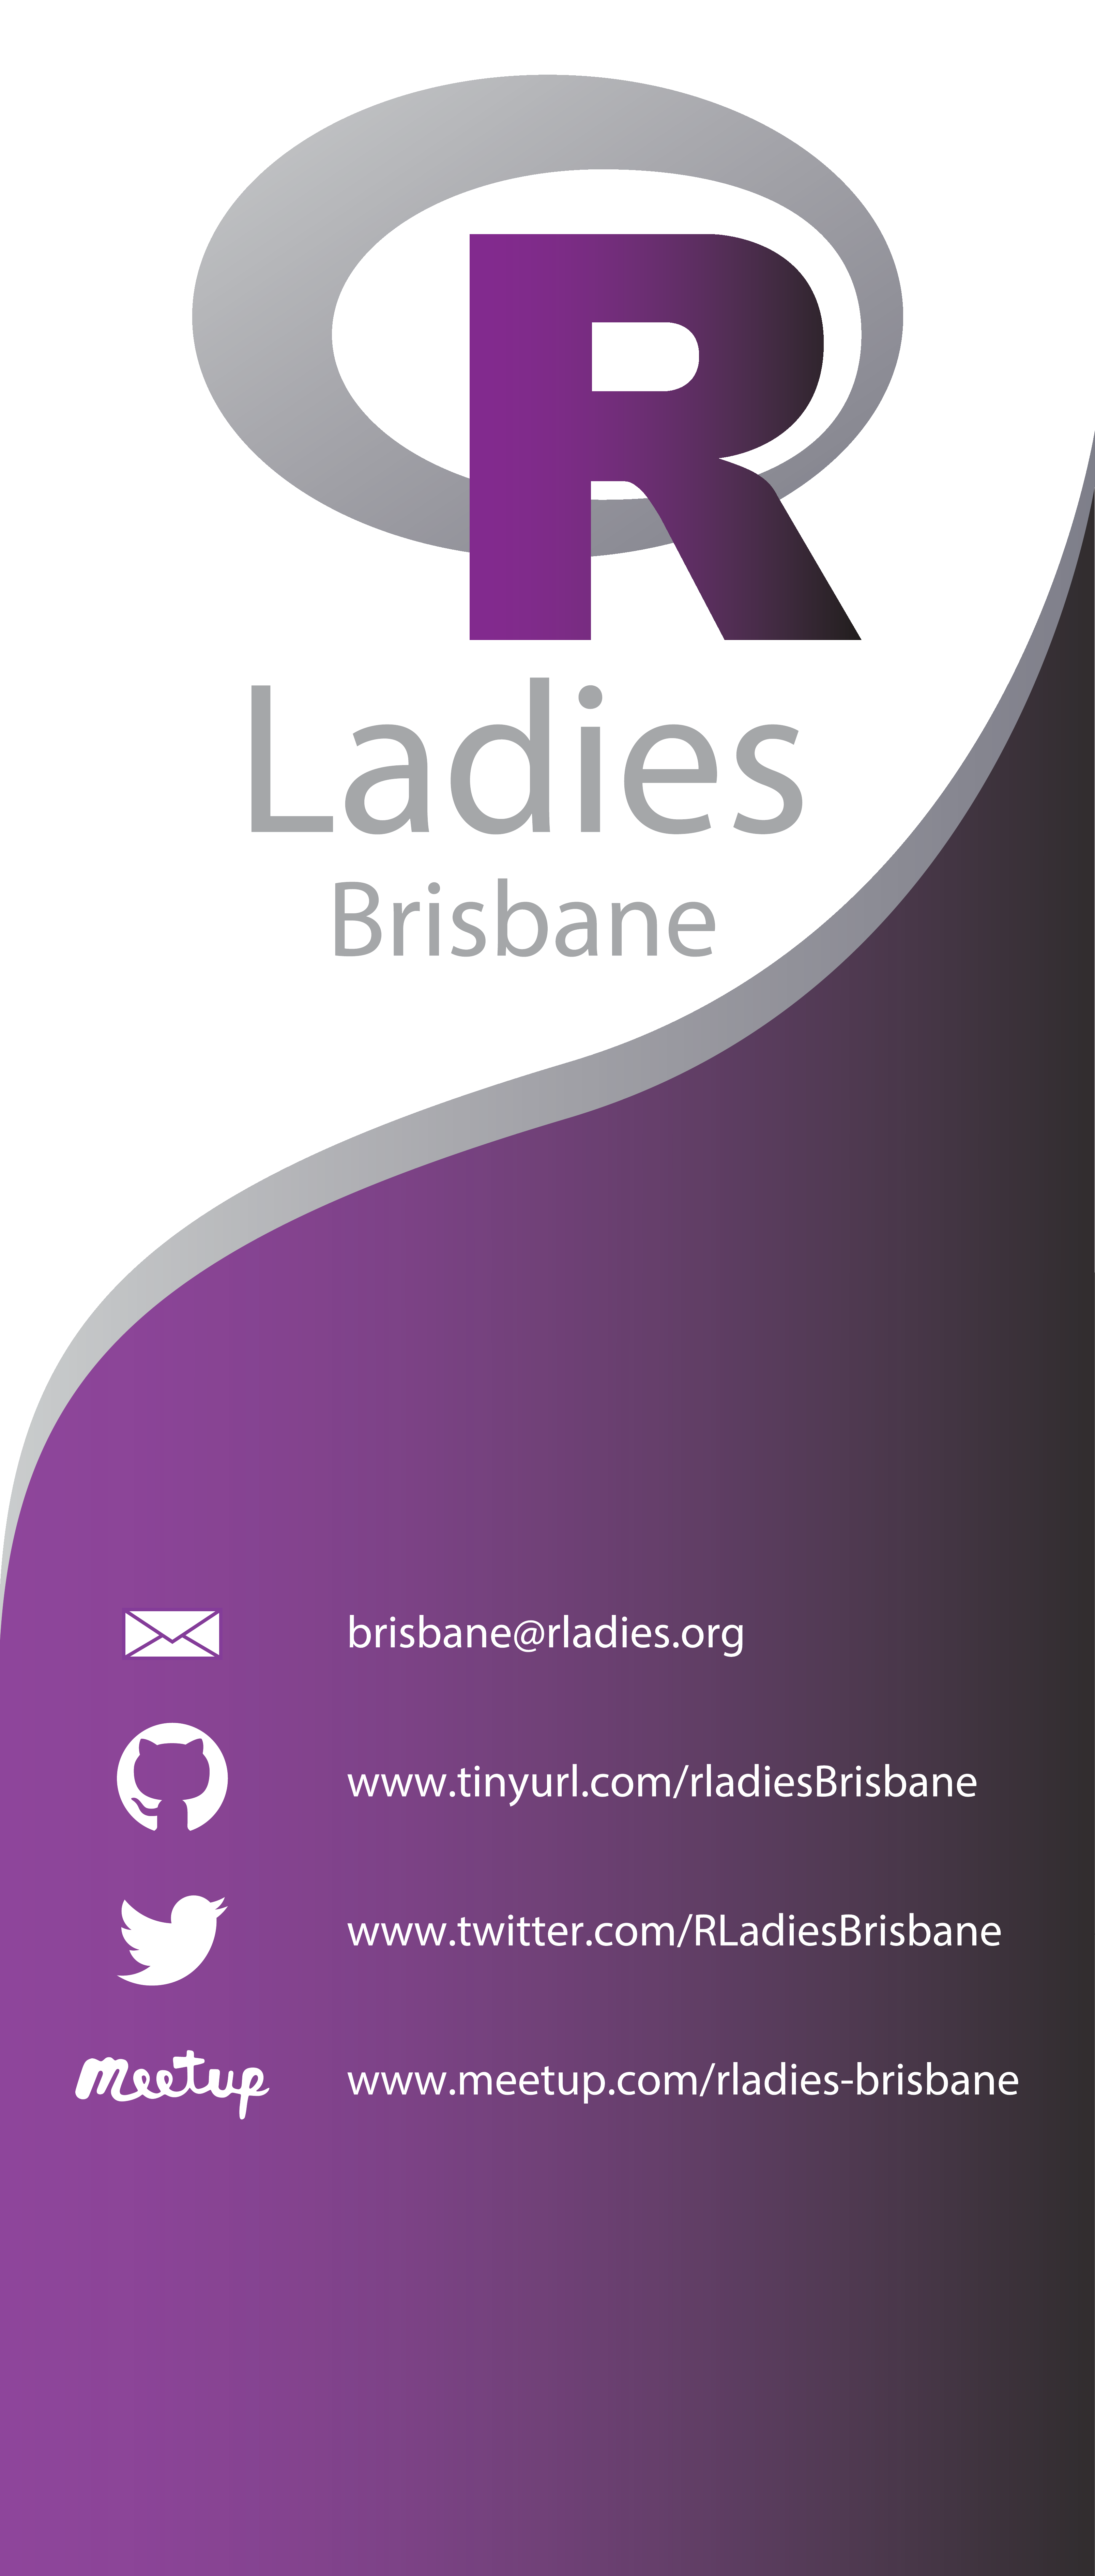 R
Ladies
Brisbane
brisbane@rladies.org
www.tinyurl.com/rladiesBrisbane
www.twitter.com/RLadiesBrisbane
meetup www.meetup.com/rladies-brisbane